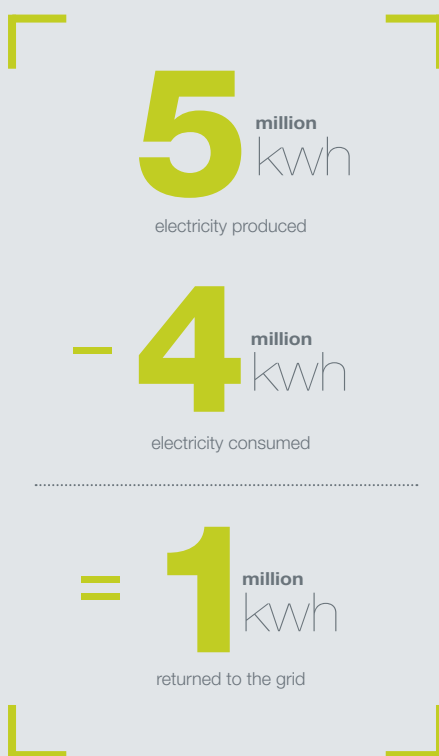 5 million
kwh
electricity produced
– 4 million
kwh
electricity consumed
= 1 million
kwh
returned to the grid